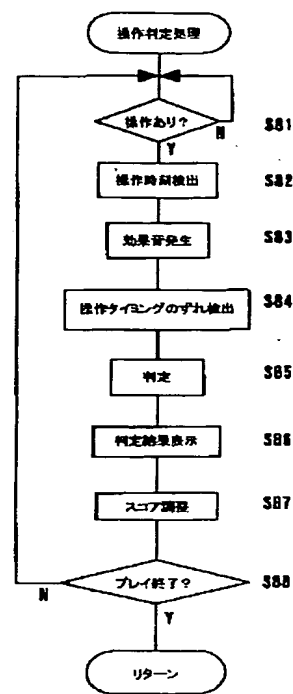 操作判定処理
操作あり?
N
S81
Y
操作時刻検出
S82
効果音発生
S83
操作タイミングのずれ検出
S84
判定
S85
判定結果表示
S86
スコア調整
S87
プレイ終了?
S88
N
Y
リターン